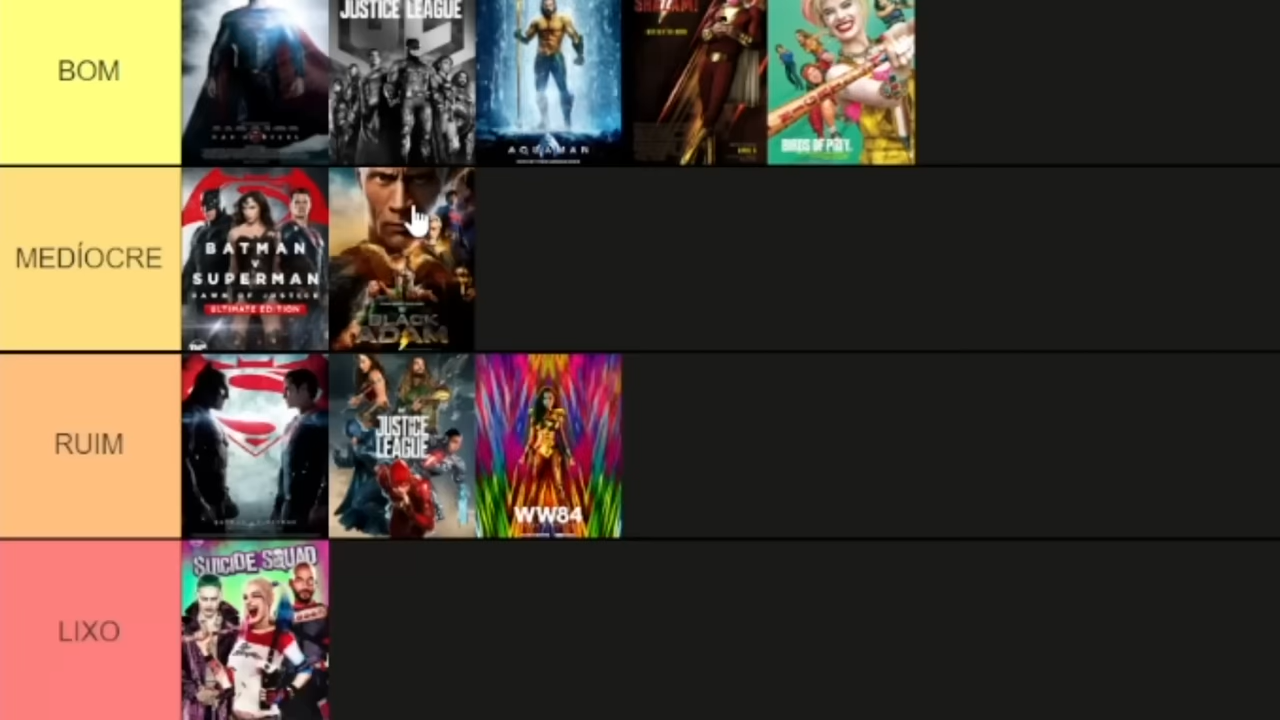 BOM
JUSTICE LEAGUE
SHAZAM!
AQUAMAN
BIRDS OF PREY
MEDÍOCRE
BATMAN
V
SUPERMAN
DAWN OF JUSTICE
ULTIMATE EDITION
BLACK
ADAM
RUIM
JUSTICE
LEAGUE
WW84
LIXO
SUICIDE SQUAD